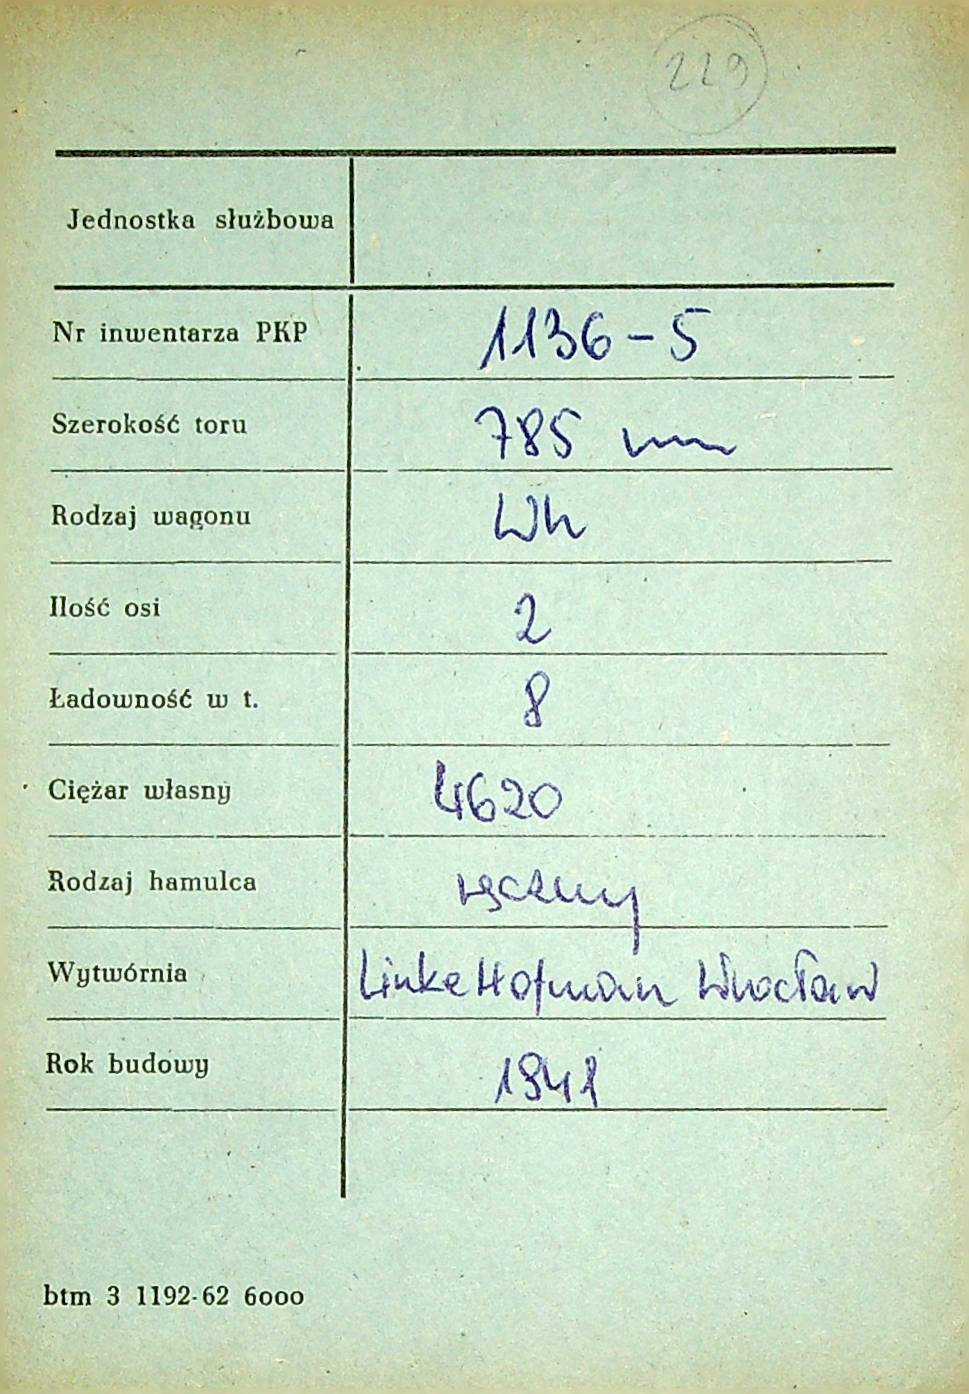 229
Jednostka służbowa
Nr inwentarza PKP 1136-5
Szerokość toru 785 mm
Rodzaj wagonu Wh
Ilość osi 2
Ładowność w t. 8
Ciężar własny 4620
Rodzaj hamulca ręczny
Wytwórnia Linke Hofman Wrocław
Rok budowy 1941
btm 3 1192-62 6000